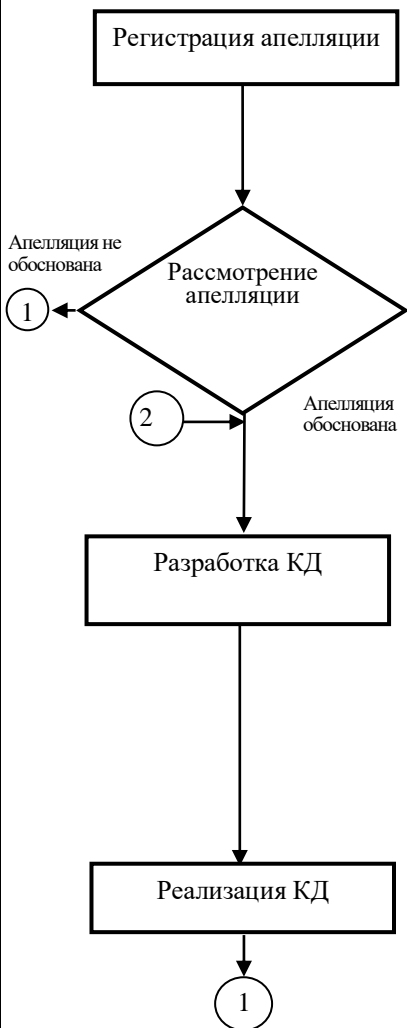 Регистрация апелляции
Апелляция не
обоснована
Рассмотрение
апелляции
1
2
Апелляция
обоснована
Разработка КД
Реализация КД
1